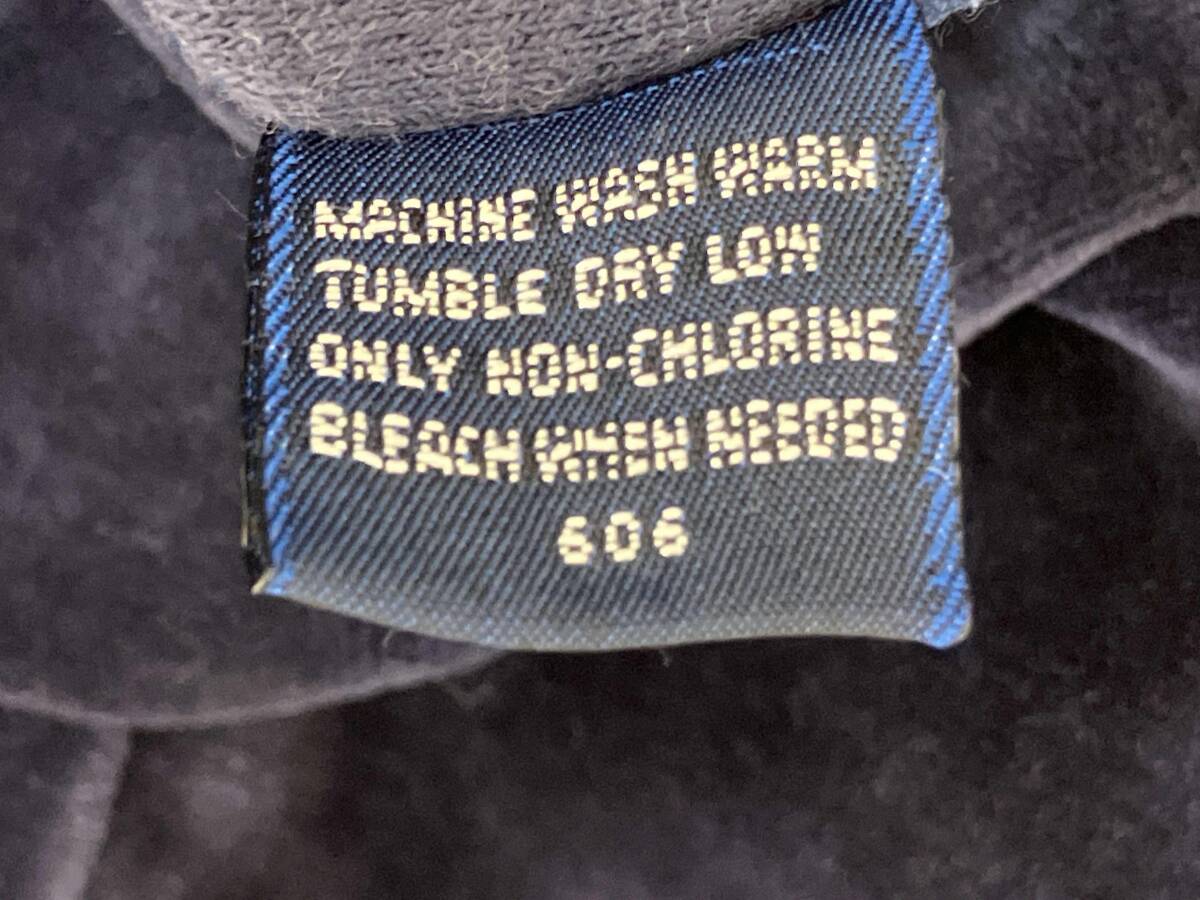 MACHINE WASH WARM
TUMBLE DRY LOW
ONLY NON-CHLORINE
BLEACH WHEN NEEDED
606